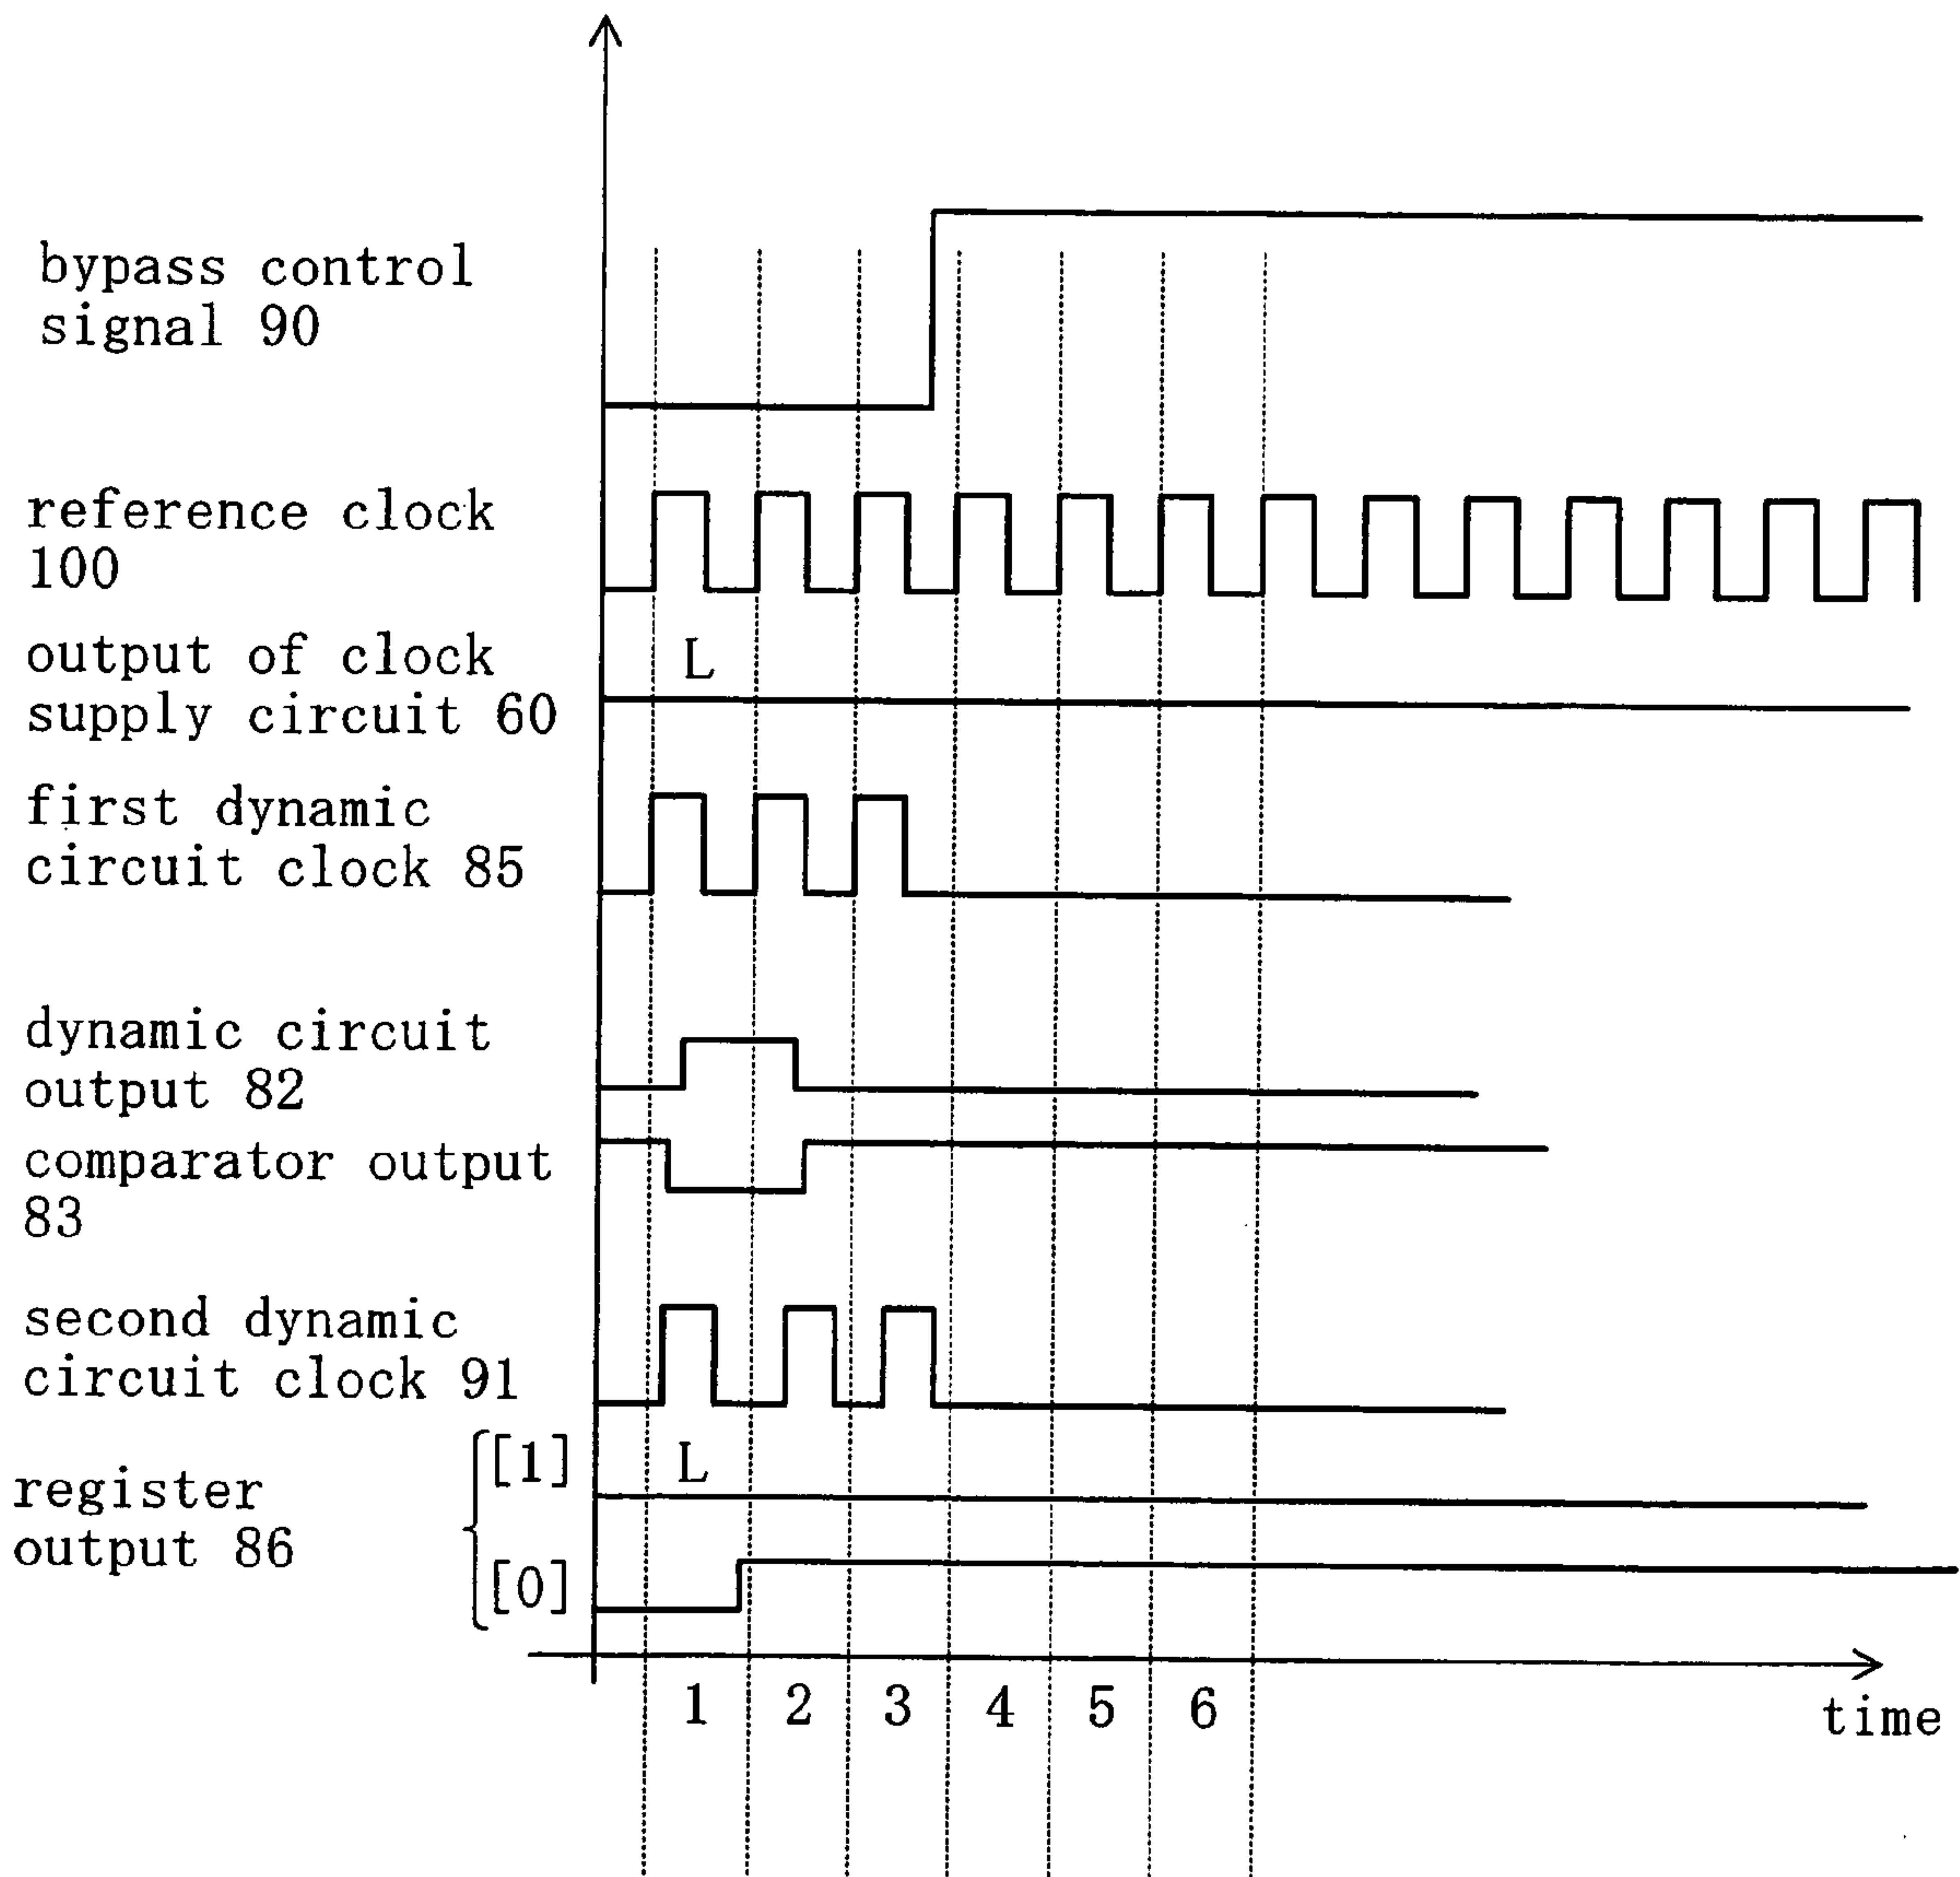 bypass control
signal 90
reference clock
100
output of clock
supply circuit 60
L
first dynamic
circuit clock 85
dynamic circuit
output 82
comparator output
83
second dynamic
circuit clock 91
register
output 86
[1]
L
[0]
1 2 3 4 5 6
time